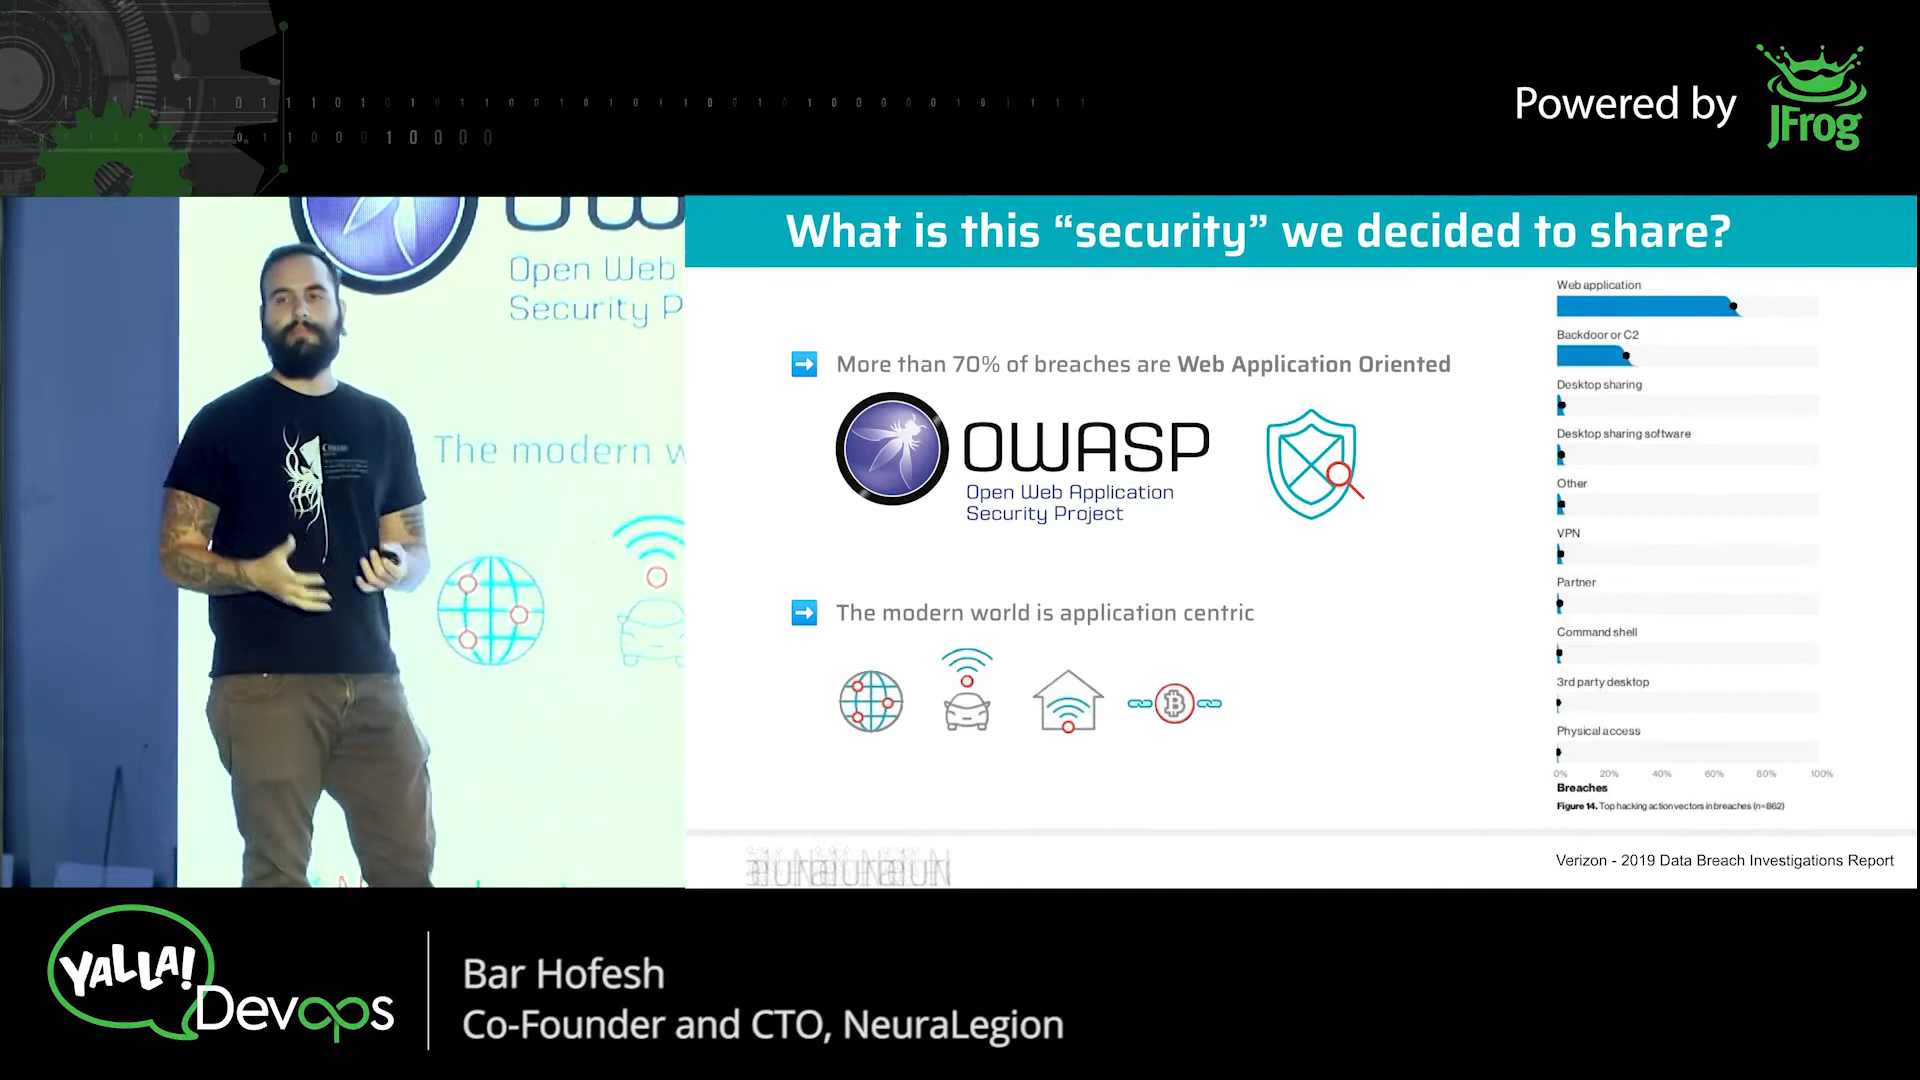 Powered by
JFrog
What is this “security” we decided to share?
OWASP
Open Web
Security P
The modern w
More than 70% of breaches are Web Application Oriented
OWASP
Open Web Application
Security Project
The modern world is application centric
Web application
Backdoor or C2
Desktop sharing
Desktop sharing software
Other
VPN
Partner
Command shell
3rd party desktop
Physical access
0% 20% 40% 60% 80% 100%
Breaches
Figure 14. Top hacking action vectors in breaches (n=862)
Verizon - 2019 Data Breach Investigations Report
YALLA!
Devops
Bar Hofesh
Co-Founder and CTO, NeuraLegion